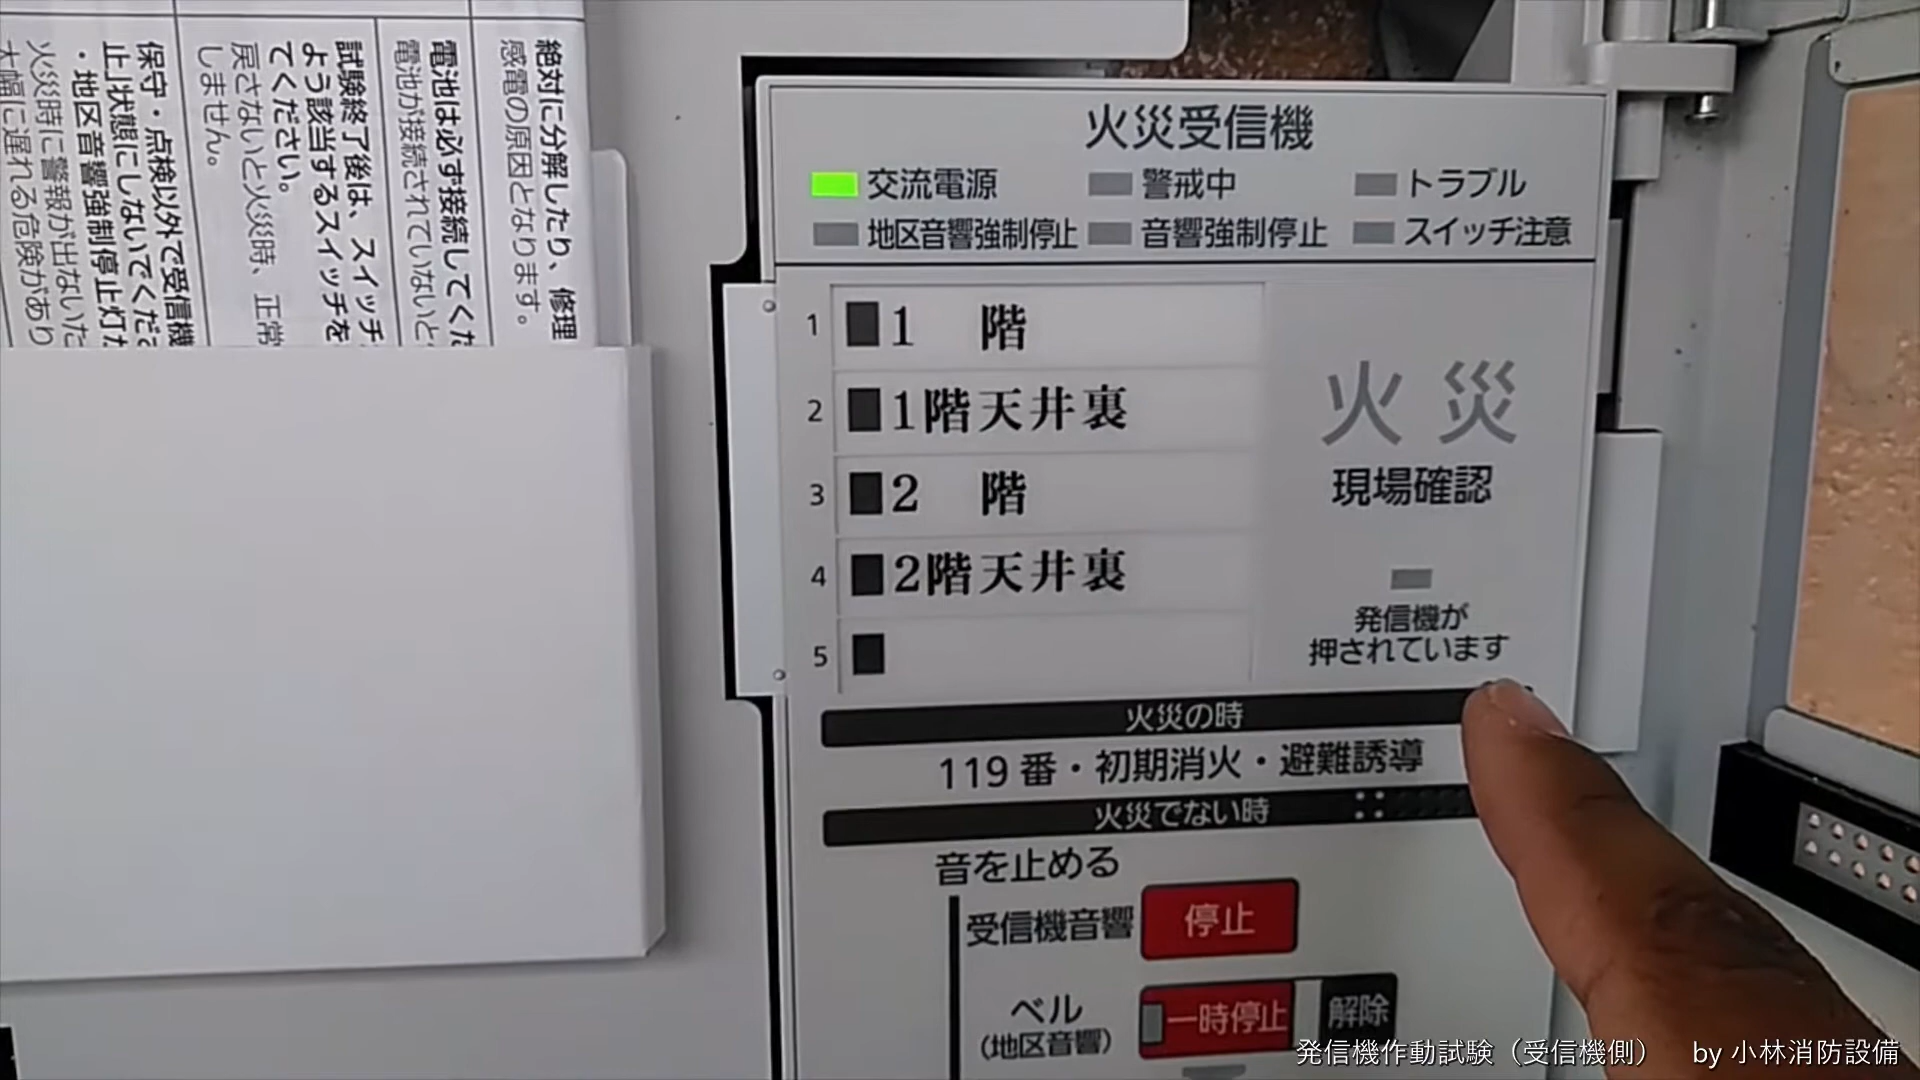 絶対に分解したり、修理
感電の原因となります。
電池は必ず接続してくだ
電池が接続されていないと
試験終了後は、スイッチ
よう該当するスイッチを
てください。
戻さないと火災時、正常
しません。
保守・点検以外で受信機
止」状態にしないでくださ
・地区音響強制停止灯が
火災時に警報が出ないた
大幅に遅れる危険があり
火災受信機
交流電源 警戒中 トラブル
地区音響強制停止 音響強制停止 スイッチ注意
1 1 階
2 1階天井裏
3 2 階
4 2階天井裏
5
火災
現場確認
発信機が
押されています
火災の時
119番・初期消火・避難誘導
火災でない時
音を止める
受信機音響 停止
ベル
(地区音響)
一時停止 解除
発信機作動試験（受信機側） by 小林消防設備